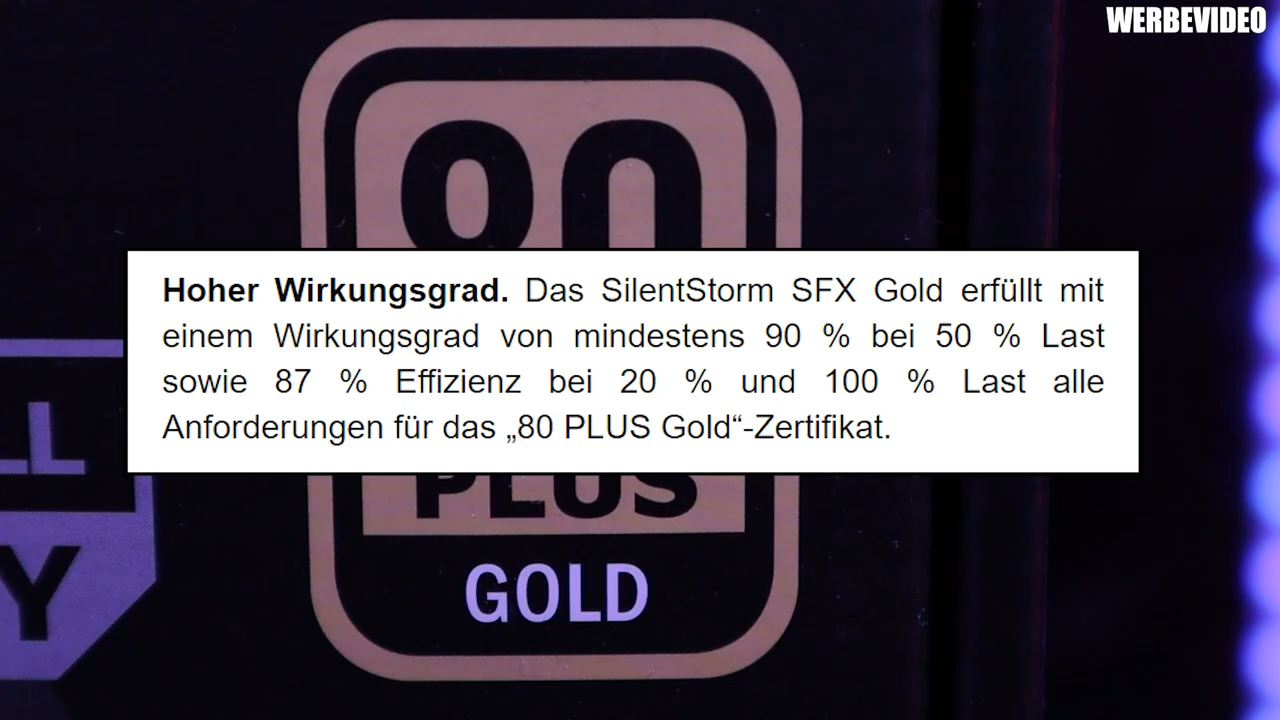 WERBEVIDEO
80
Hoher Wirkungsgrad. Das SilentStorm SFX Gold erfüllt mit
einem Wirkungsgrad von mindestens 90 % bei 50 % Last
sowie 87 % Effizienz bei 20 % und 100 % Last alle
Anforderungen für das „80 PLUS Gold“-Zertifikat.
PLUS
GOLD